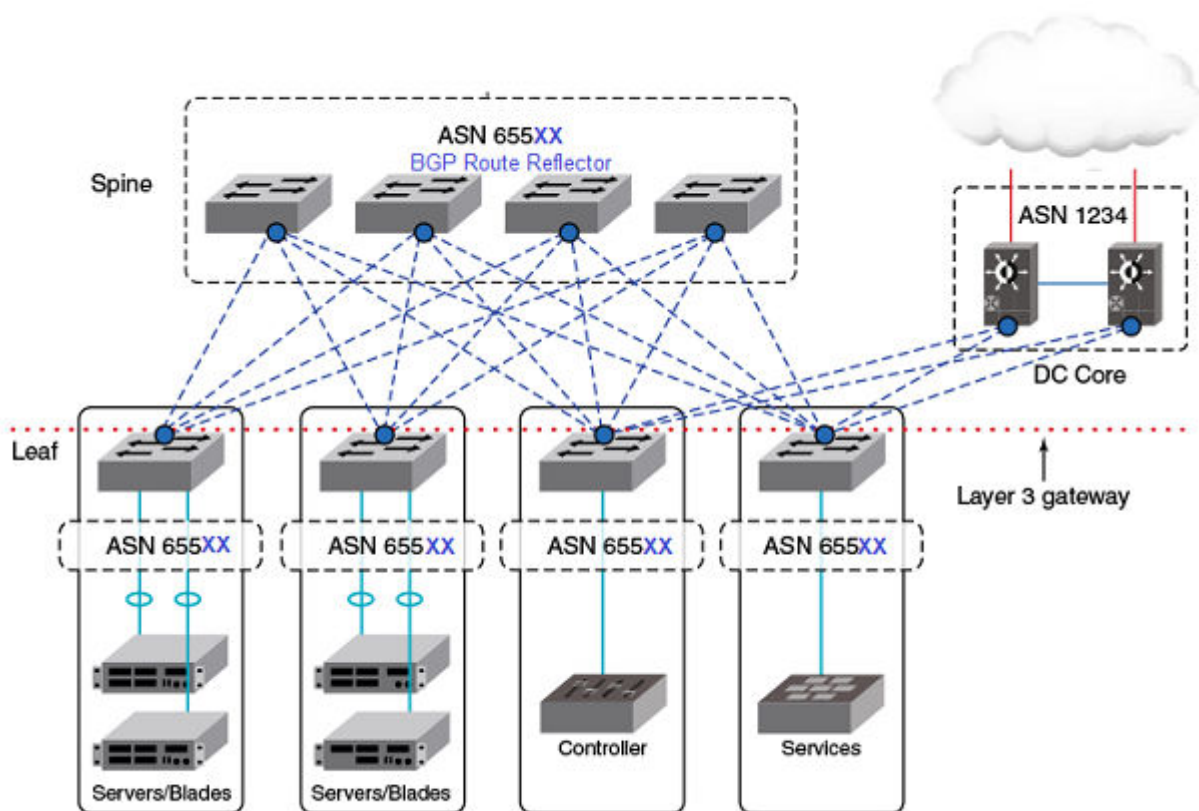 ASN 655XX
BGP Route Reflector
Spine
ASN 1234
DC Core
Leaf
Layer 3 gateway
ASN 655XX
ASN 655XX
ASN 655XX
ASN 655XX
Controller
Services
Servers/Blades
Servers/Blades